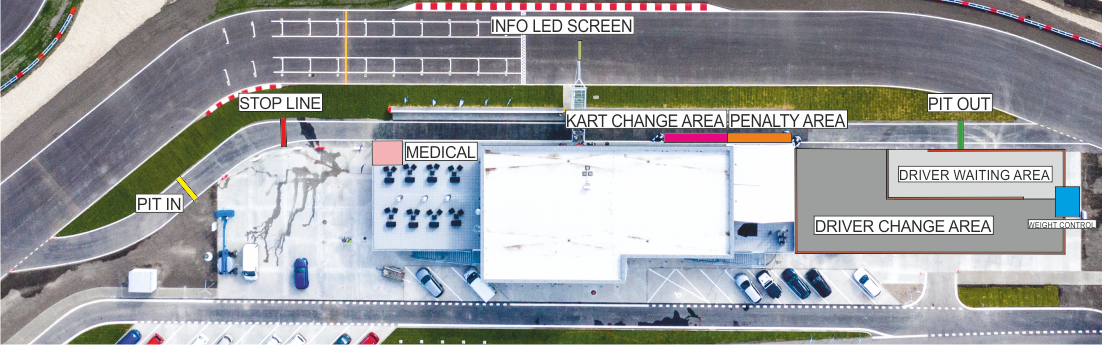 INFO LED SCREEN
STOP LINE
PIT OUT
KART CHANGE AREA
PENALTY AREA
MEDICAL
DRIVER WAITING AREA
PIT IN
DRIVER CHANGE AREA
WEIGHT CONTROL